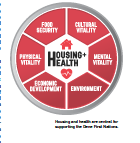 FOOD
SECURITY
CULTURAL
VITALITY
PHYSICAL
VITALITY
HOUSING+
HEALTH
MENTAL
VITALITY
ECONOMIC
DEVELOPMENT
ENVIRONMENT
Housing and health are central for
supporting the Gene First Nations.